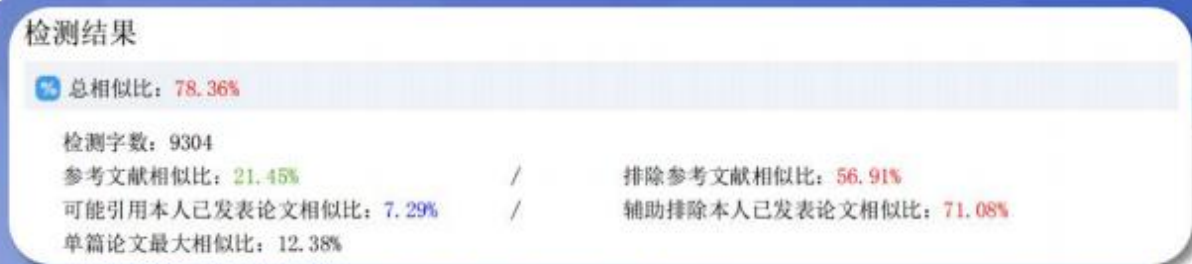 检测结果
% 总相似比：78.36%
检测字数：9304
参考文献相似比：21.45% / 排除参考文献相似比：56.91%
可能引用本人已发表论文相似比：7.29% / 辅助排除本人已发表论文相似比：71.08%
单篇论文最大相似比：12.38%